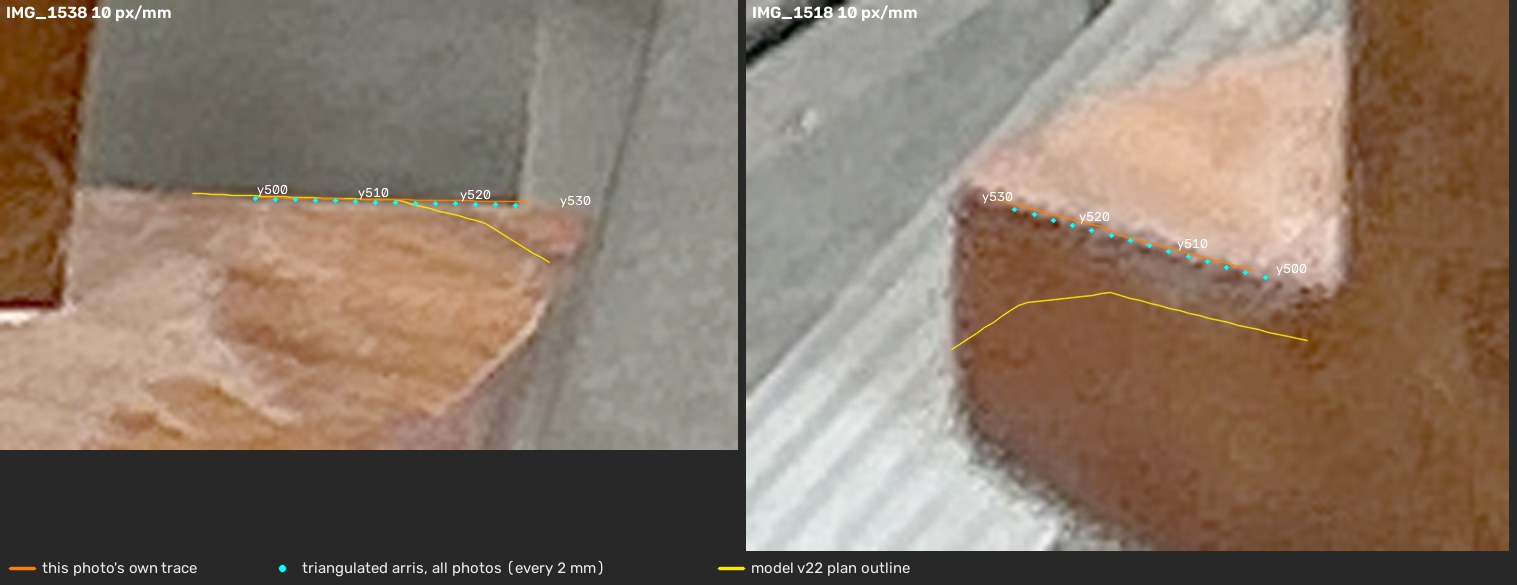 IMG_1538 10 px/mm
y500
y510
y520
y530
IMG_1518 10 px/mm
y530
y520
y510
y500
this photo's own trace
triangulated arris, all photos (every 2 mm)
model v22 plan outline